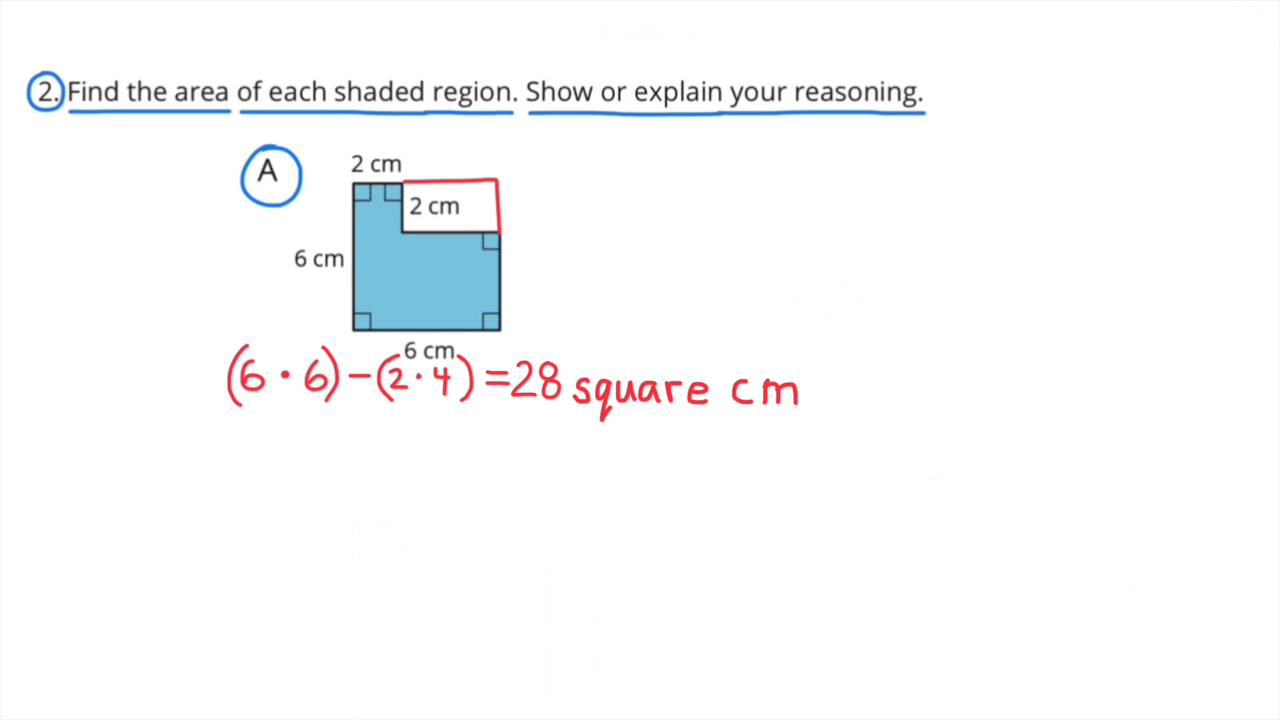 2. Find the area of each shaded region. Show or explain your reasoning.
A
2 cm
2 cm
6 cm
6 cm
(6 · 6) − (2 · 4) = 28 square cm